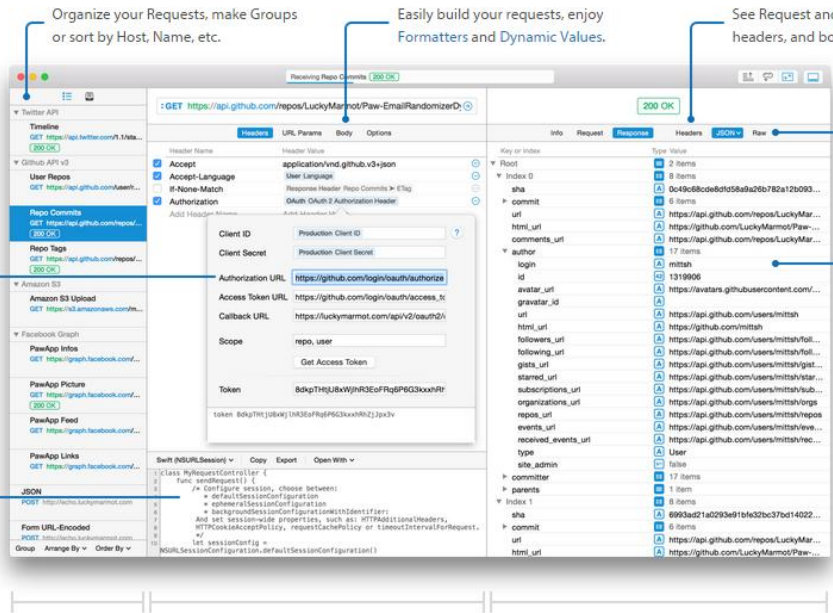 Organize your Requests, make Groups
or sort by Host, Name, etc.
Easily build your requests, enjoy
Formatters and Dynamic Values.
See Request and
headers, and bo
Receiving Repo Commits 200 OK
Twitter API
Timeline
GET https://api.twitter.com/1.1/sta...
200 OK
Github API v3
User Repos
GET https://api.github.com/user/r...
Repo Commits
GET https://api.github.com/repos/...
200 OK
Repo Tags
GET https://api.github.com/repos/...
200 OK
Amazon S3
Amazon S3 Upload
GET https://s3.amazonaws.com/m...
Facebook Graph
PawApp Infos
GET https://graph.facebook.com/...
PawApp Picture
GET https://graph.facebook.com/...
200 OK
PawApp Feed
GET https://graph.facebook.com/...
PawApp Links
GET https://graph.facebook.com/...
JSON
POST http://echo.luckymarmot.com
Form URL-Encoded
POST http://echo.luckymarmot.com
Group Arrange By Order By
GET https://api.github.com/repos/LuckyMarmot/Paw-EmailRandomizerDy
Headers URL Params Body Options
Header Name Header Value
Accept application/vnd.github.v3+json
Accept-Language User Language
If-None-Match Response Header Repo Commits ➤ ETag
Authorization OAuth OAuth 2 Authorization Header
Add Header Name Add Header
Client ID Production Client ID ?
Client Secret Production Client Secret
Authorization URL https://github.com/login/oauth/authorize
Access Token URL https://github.com/login/oauth/access_tc
Callback URL https://luckymarmot.com/api/v2/oauth2/
Scope repo, user
Get Access Token
Token
Swift (NSURLSession) Copy Export Open With
1 class MyRequestController {
2 func sendRequest() {
3 /* Configure session, choose between:
4 * defaultSessionConfiguration
5 * ephemeralSessionConfiguration
6 * backgroundSessionConfigurationWithIdentifier:
7 And set session-wide properties, such as: HTTPAdditionalHeaders,
8 HTTPCookieAcceptPolicy, requestCachePolicy or timeoutIntervalForRequest.
9 */
10 let sessionConfig =
NSURLSessionConfiguration.defaultSessionConfiguration()
200 OK
Info Request Response Headers JSON Raw
Key or Index Type Value
Root 2 items
Index 0 8 items
sha
commit 6 items
url https://api.github.com/repos/LuckyMar...
html_url https://github.com/LuckyMarmot/Paw-...
comments_url https://api.github.com/repos/LuckyMar...
author 17 items
login mittsh
id 1319906
avatar_url https://avatars.githubusercontent.com/...
gravatar_id
url https://api.github.com/users/mittsh
html_url https://github.com/mittsh
followers_url https://api.github.com/users/mittsh/foll...
following_url https://api.github.com/users/mittsh/foll...
gists_url https://api.github.com/users/mittsh/gist...
starred_url https://api.github.com/users/mittsh/star...
subscriptions_url https://api.github.com/users/mittsh/sub...
organizations_url https://api.github.com/users/mittsh/orgs
repos_url https://api.github.com/users/mittsh/repos
events_url https://api.github.com/users/mittsh/eve...
received_events_url https://api.github.com/users/mittsh/rec...
type User
site_admin false
committer 17 items
parents 1 item
Index 1 8 items
sha
commit 6 items
url https://api.github.com/repos/LuckyMar...
html_url https://github.com/LuckyMarmot/Paw-...